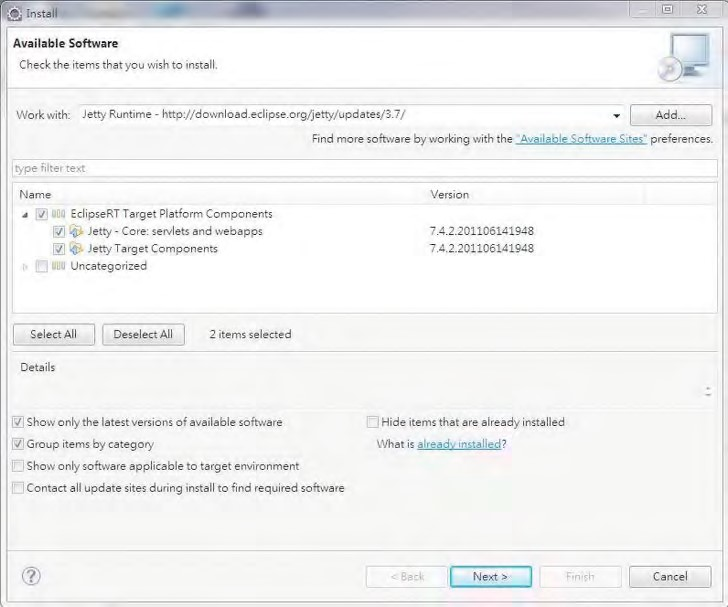 Install
Available Software
Check the items that you wish to install.
Work with: Jetty Runtime - http://download.eclipse.org/jetty/updates/3.7/ Add...
Find more software by working with the "Available Software Sites" preferences.
type filter text
Name Version
EclipseRT Target Platform Components
Jetty - Core: servlets and webapps 7.4.2.201106141948
Jetty Target Components 7.4.2.201106141948
Uncategorized
Select All Deselect All 2 items selected
Details
Show only the latest versions of available software Hide items that are already installed
Group items by category What is already installed?
Show only software applicable to target environment
Contact all update sites during install to find required software
? < Back Next > Finish Cancel